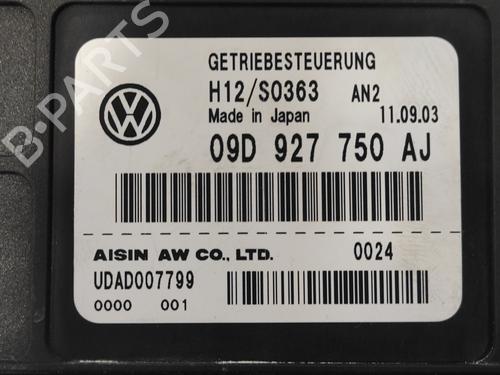 GETRIEBESTEUERUNG
H12/S0363 AN2
Made in Japan 11.09.03
09D 927 750 AJ
AISIN AW CO., LTD. 0024
UDAD007799
0000 001
B-PARTS